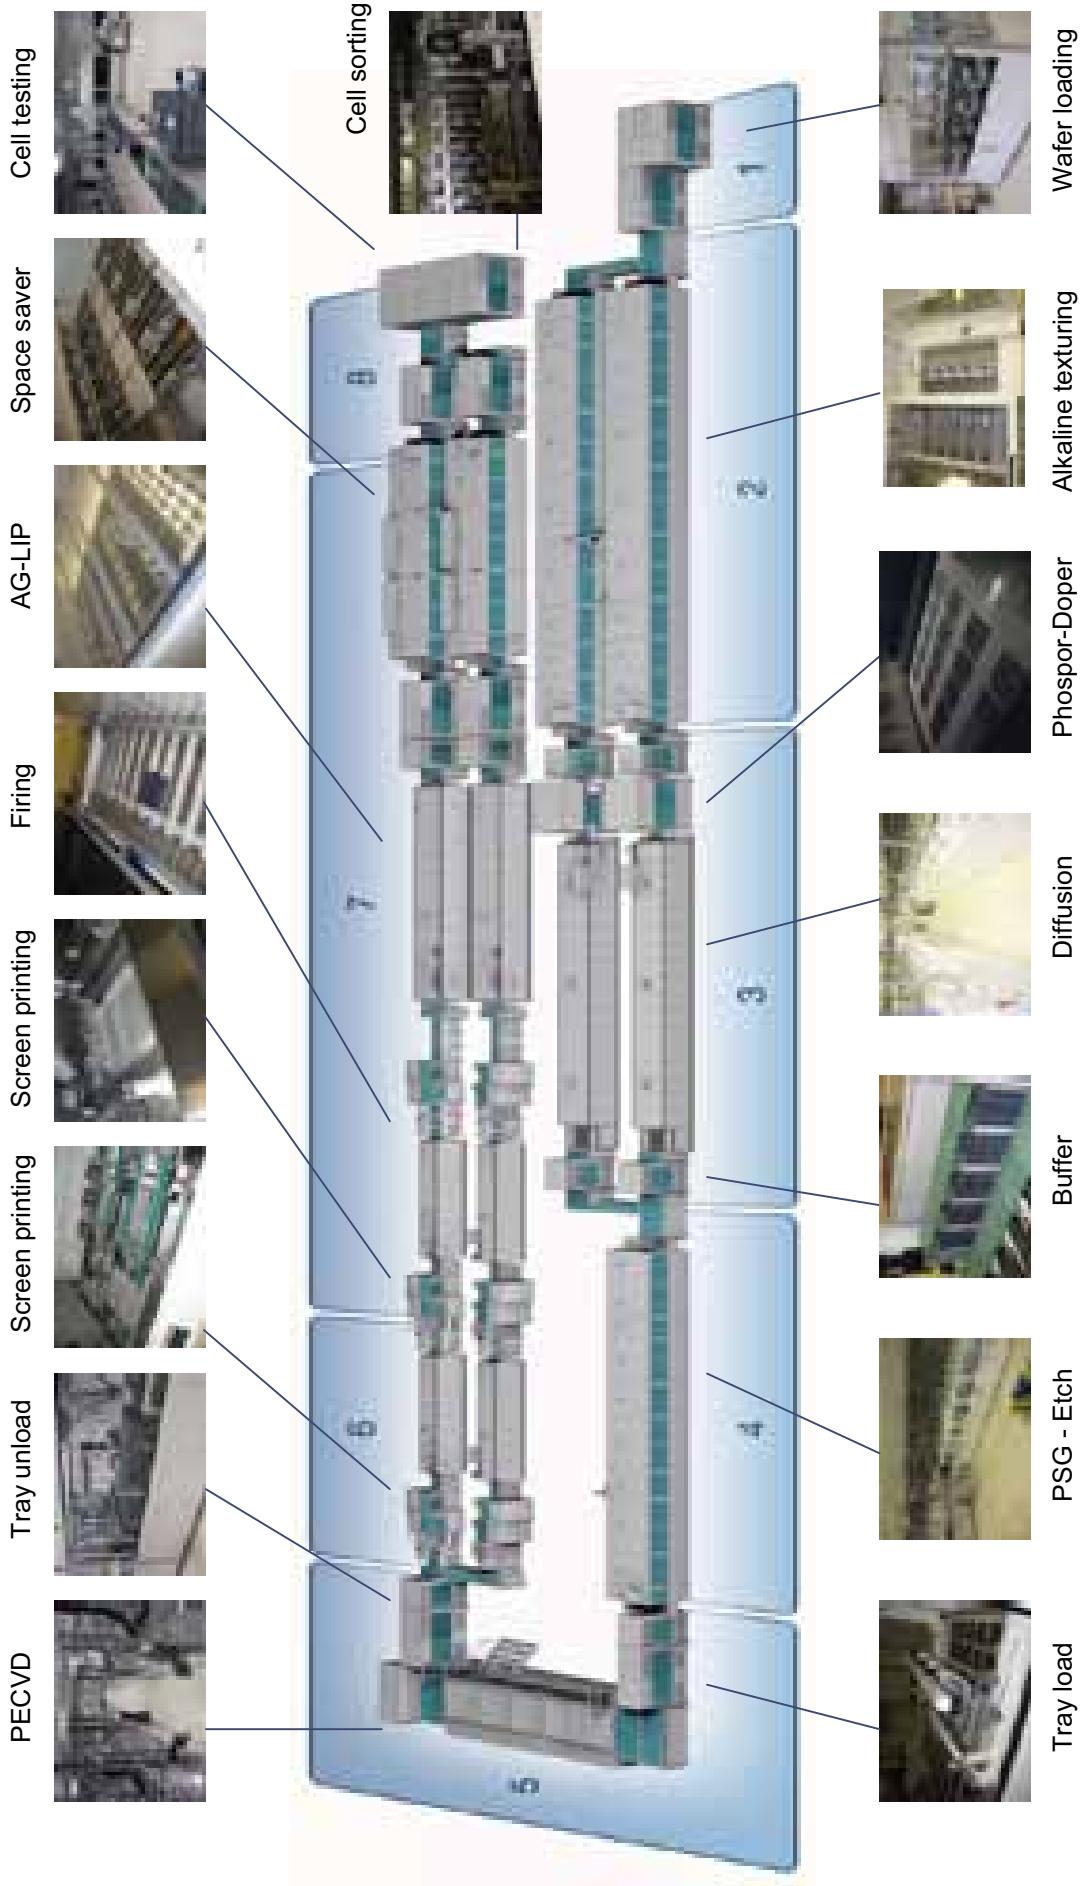 PECVD
Tray unload
Screen printing
Screen printing
Firing
AG-LIP
Space saver
Cell testing
Cell sorting
5
6
7
8
4
3
2
1
Tray load
PSG - Etch
Buffer
Diffusion
Phospor-Doper
Alkaline texturing
Wafer loading